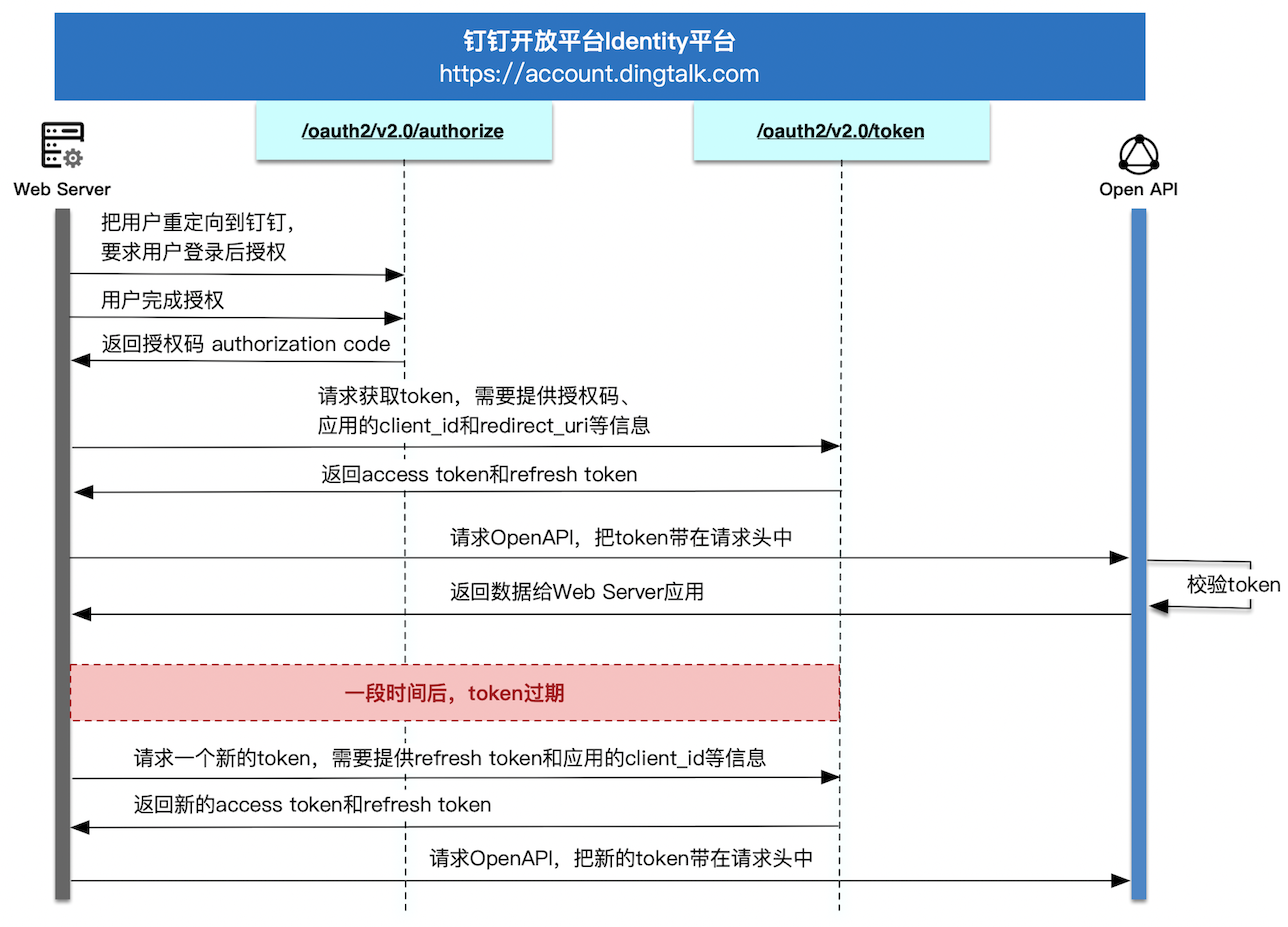 钉钉开放平台Identity平台
https://account.dingtalk.com
/oauth2/v2.0/authorize
/oauth2/v2.0/token
Web Server
Open API
把用户重定向到钉钉，
要求用户登录后授权
用户完成授权
返回授权码 authorization code
请求获取token，需要提供授权码、
应用的client_id和redirect_uri等信息
返回access token和refresh token
请求OpenAPI，把token带在请求头中
校验token
返回数据给Web Server应用
一段时间后，token过期
请求一个新的token，需要提供refresh token和应用的client_id等信息
返回新的access token和refresh token
请求OpenAPI，把新的token带在请求头中